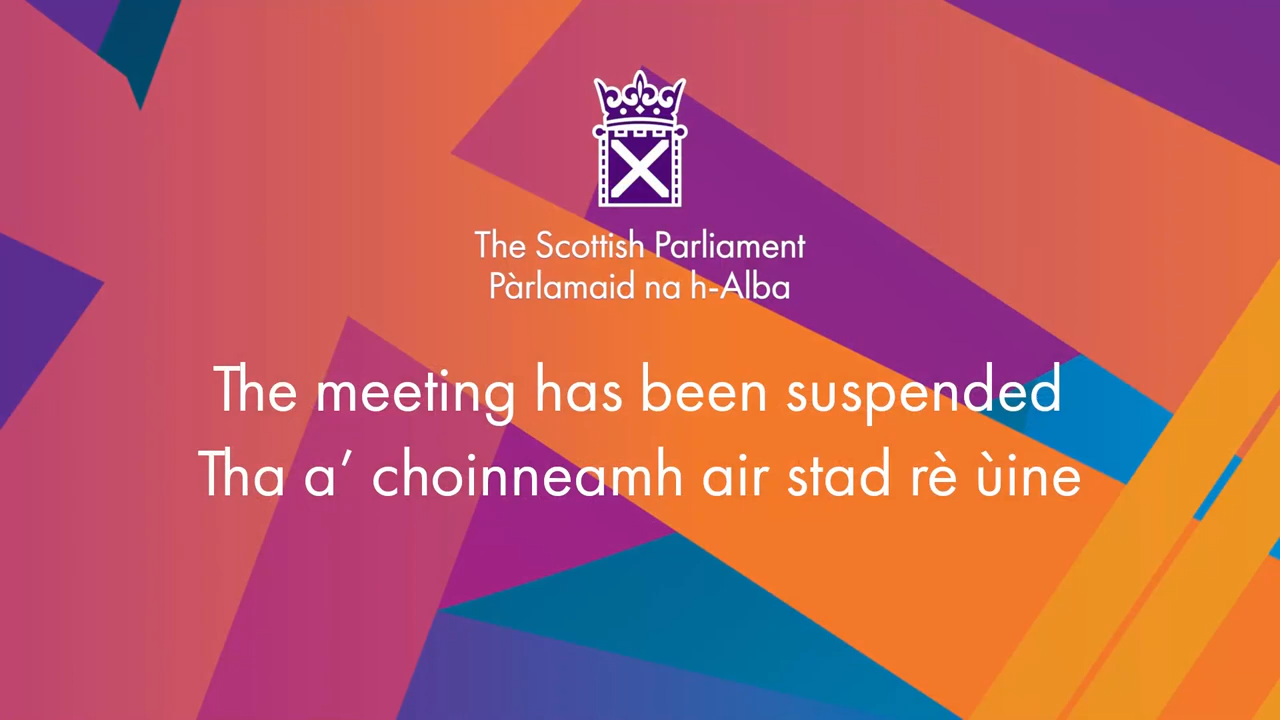 The Scottish Parliament
Pàrlamaid na h-Alba
The meeting has been suspended
Tha a’ choinneamh air stad rè ùine